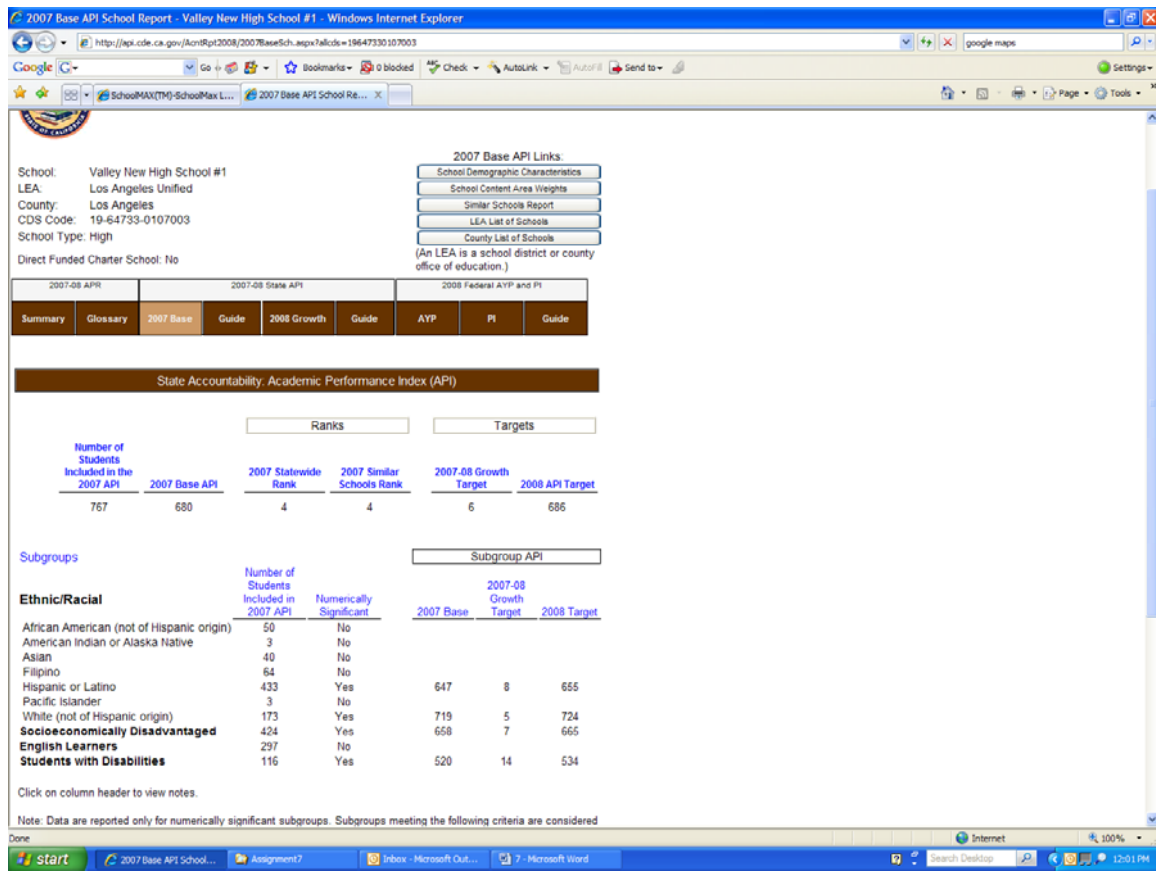 2007 Base API School Report - Valley New High School #1 - Windows Internet Explorer
http://api.cde.ca.gov/AcntRpt2008/2007BaseSch.aspx?allcds=19647330107003
google maps
Google G Go Bookmarks 0 blocked Check AutoLink AutoFill Send to Settings
SchoolMAX(TM)-SchoolMax L... 2007 Base API School Re... X Page Tools
STATE OF CALIFORNIA
2007 Base API Links:
School: Valley New High School #1
LEA: Los Angeles Unified
County: Los Angeles
CDS Code: 19-64733-0107003
School Type: High
Direct Funded Charter School: No
School Demographic Characteristics
School Content Area Weights
Similar Schools Report
LEA List of Schools
County List of Schools
(An LEA is a school district or county
office of education.)
2007-08 APR 2007-08 State API 2008 Federal AYP and PI
Summary Glossary 2007 Base Guide 2008 Growth Guide AYP PI Guide
State Accountability: Academic Performance Index (API)
Ranks Targets
Number of
Students
Included in the
2007 API
2007 Base API
2007 Statewide
Rank
2007 Similar
Schools Rank
2007-08 Growth
Target
2008 API Target
767 680 4 4 6 686
Subgroups Subgroup API
Ethnic/Racial
Number of
Students
Included in
2007 API
Numerically
Significant
2007 Base
2007-08
Growth
Target
2008 Target
African American (not of Hispanic origin) 50 No
American Indian or Alaska Native 3 No
Asian 40 No
Filipino 64 No
Hispanic or Latino 433 Yes 647 8 655
Pacific Islander 3 No
White (not of Hispanic origin) 173 Yes 719 5 724
Socioeconomically Disadvantaged 424 Yes 658 7 665
English Learners 297 No
Students with Disabilities 116 Yes 520 14 534
Click on column header to view notes.
Note: Data are reported only for numerically significant subgroups. Subgroups meeting the following criteria are considered
Done Internet 100%
start 2007 Base API School... Assignment7 Inbox - Microsoft Out... 7 - Microsoft Word Search Desktop 12:01 PM